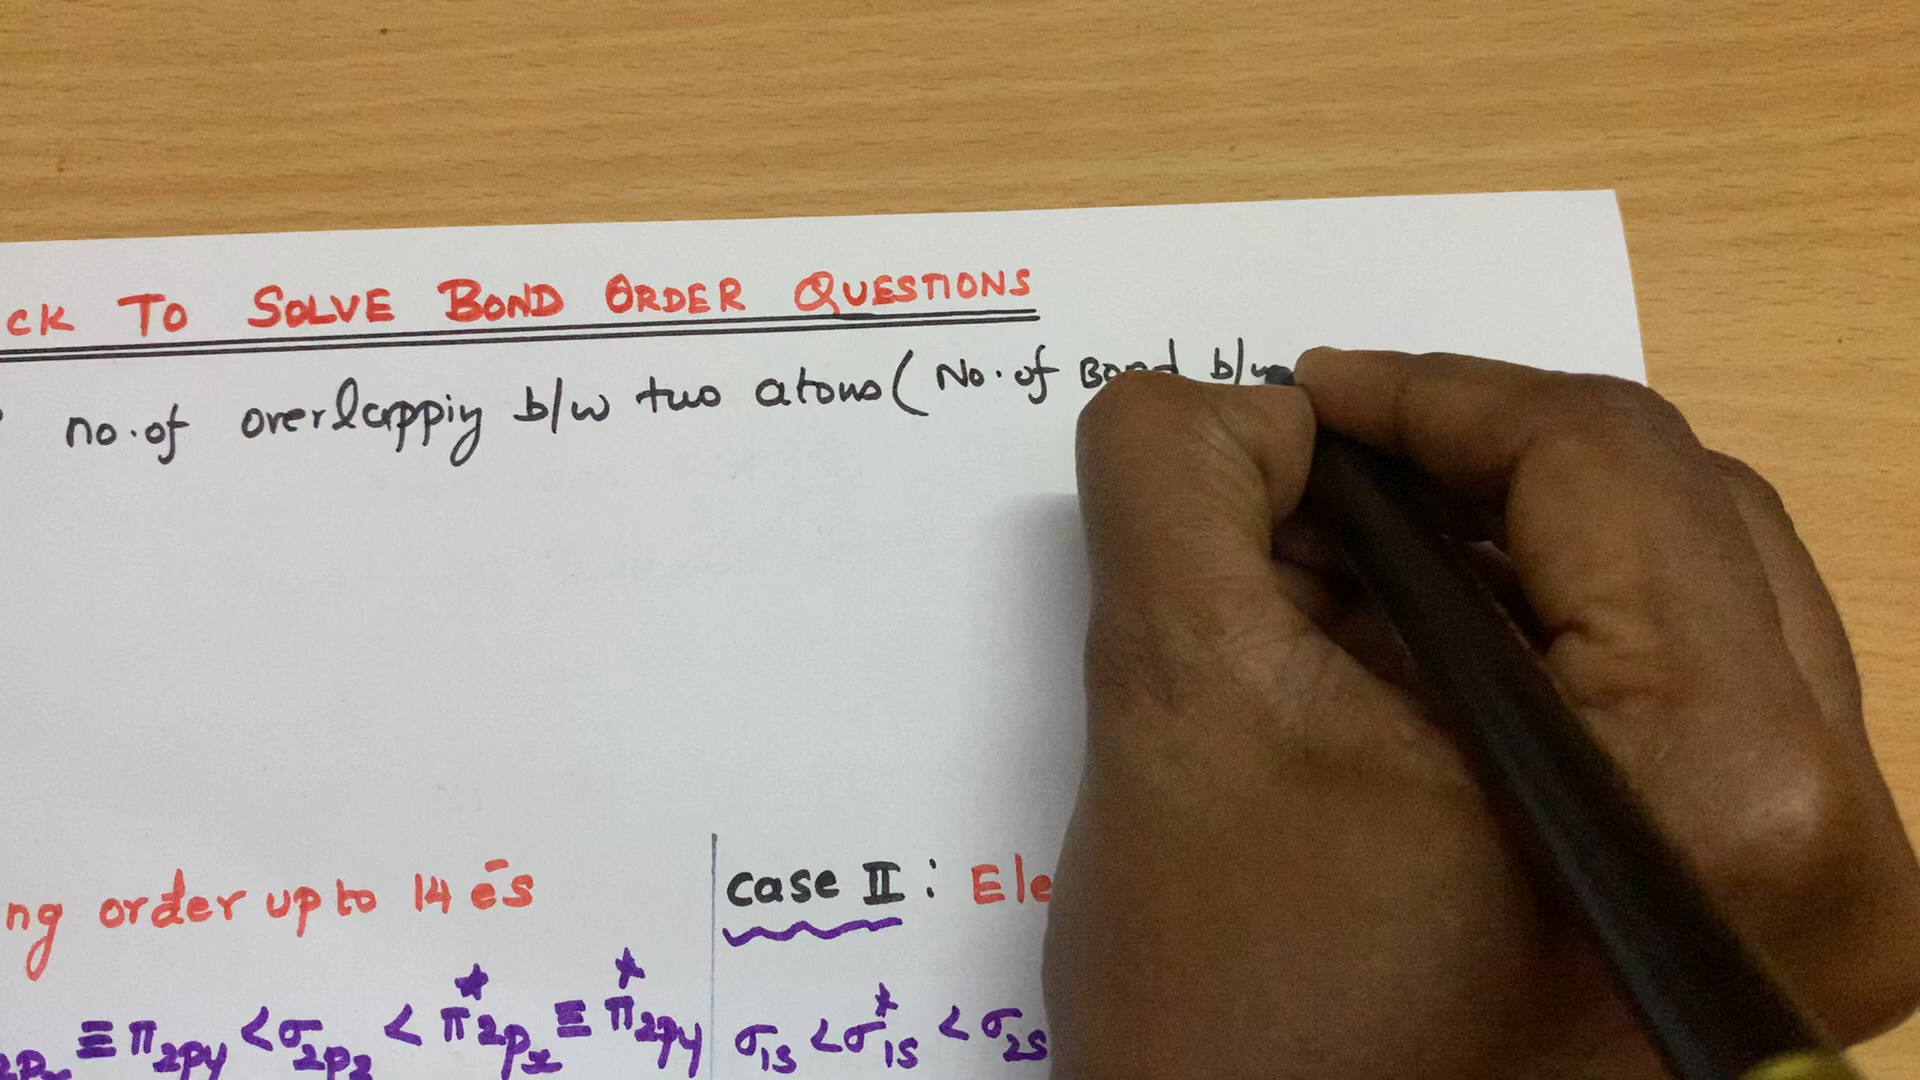 CK TO SOLVE BOND ORDER QUESTIONS
no. of overlapping b/w two atoms ( No. of Bond b/w
ng order up to 14 ēs
case II : Ele
≡ π2py < σ2pz < π*2px ≡ π*2py
σ1s < σ*1s < σ2s